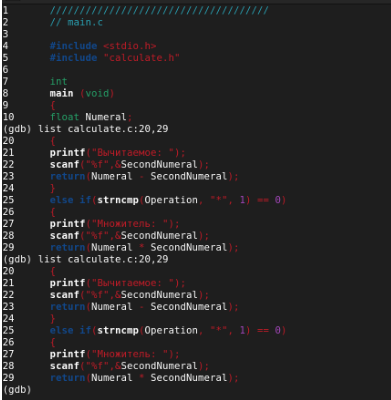 1 ////////////////////////////////////
2 // main.c
3
4 #include <stdio.h>
5 #include "calculate.h"
6
7 int
8 main (void)
9 {
10 float Numeral;
(gdb) list calculate.c:20,29
20 {
21 printf("Вычитаемое: ");
22 scanf("%f",&SecondNumeral);
23 return(Numeral - SecondNumeral);
24 }
25 else if(strncmp(Operation, "*", 1) == 0)
26 {
27 printf("Множитель: ");
28 scanf("%f",&SecondNumeral);
29 return(Numeral * SecondNumeral);
(gdb) list calculate.c:20,29
20 {
21 printf("Вычитаемое: ");
22 scanf("%f",&SecondNumeral);
23 return(Numeral - SecondNumeral);
24 }
25 else if(strncmp(Operation, "*", 1) == 0)
26 {
27 printf("Множитель: ");
28 scanf("%f",&SecondNumeral);
29 return(Numeral * SecondNumeral);
(gdb)